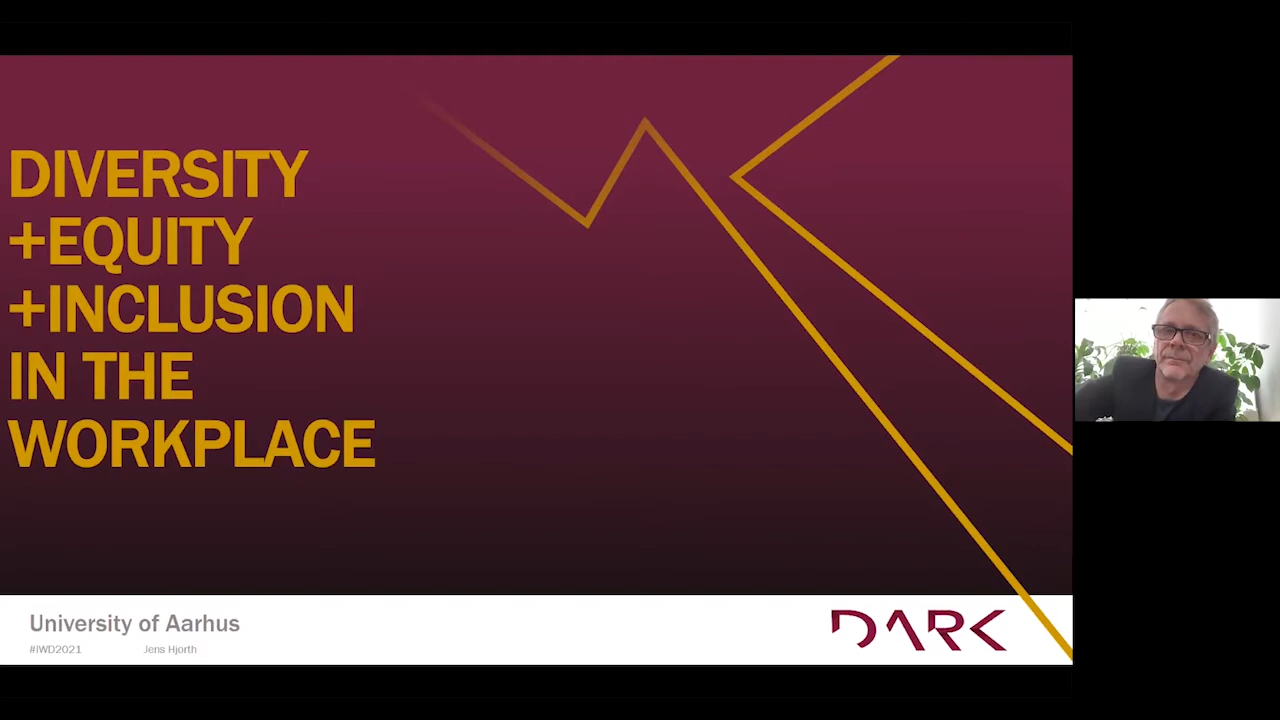 DIVERSITY
+EQUITY
+INCLUSION
IN THE
WORKPLACE
University of Aarhus
#IWD2021 Jens Hjorth
DARK